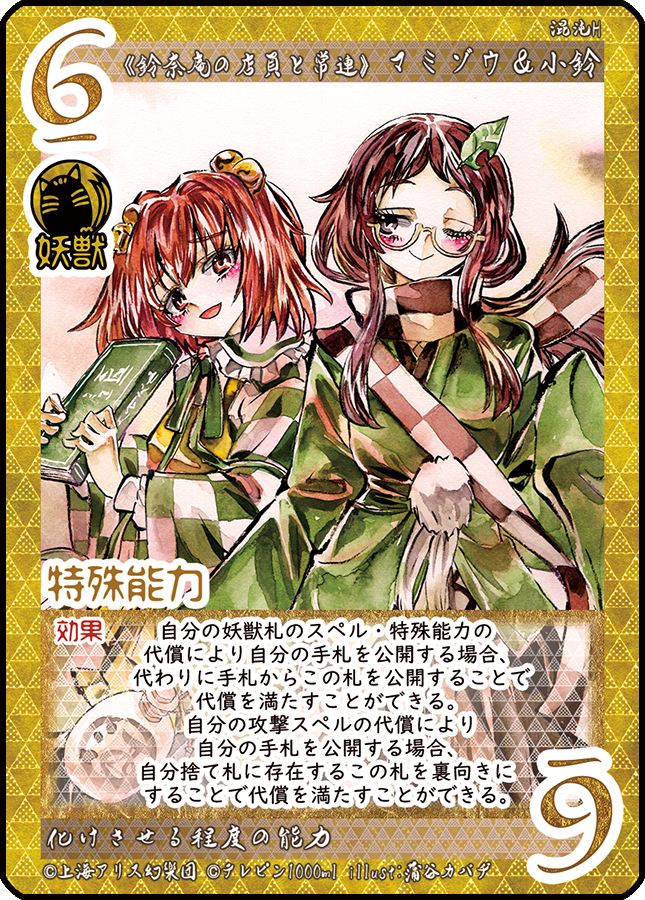 混沌H
6
《鈴奈庵の店員と常連》 マミゾウ&小鈴
妖獣
特殊能力
効果
自分の妖獣札のスペル・特殊能力の
代償により自分の手札を公開する場合、
代わりに手札からこの札を公開することで
代償を満たすことができる。
自分の攻撃スペルの代償により
自分の手札を公開する場合、
自分捨て札に存在するこの札を裏向きに
することで代償を満たすことができる。
6
化けさせる程度の能力
©上海アリス幻樂団 ©テレピン1000ml illust:蒲谷カバヂ